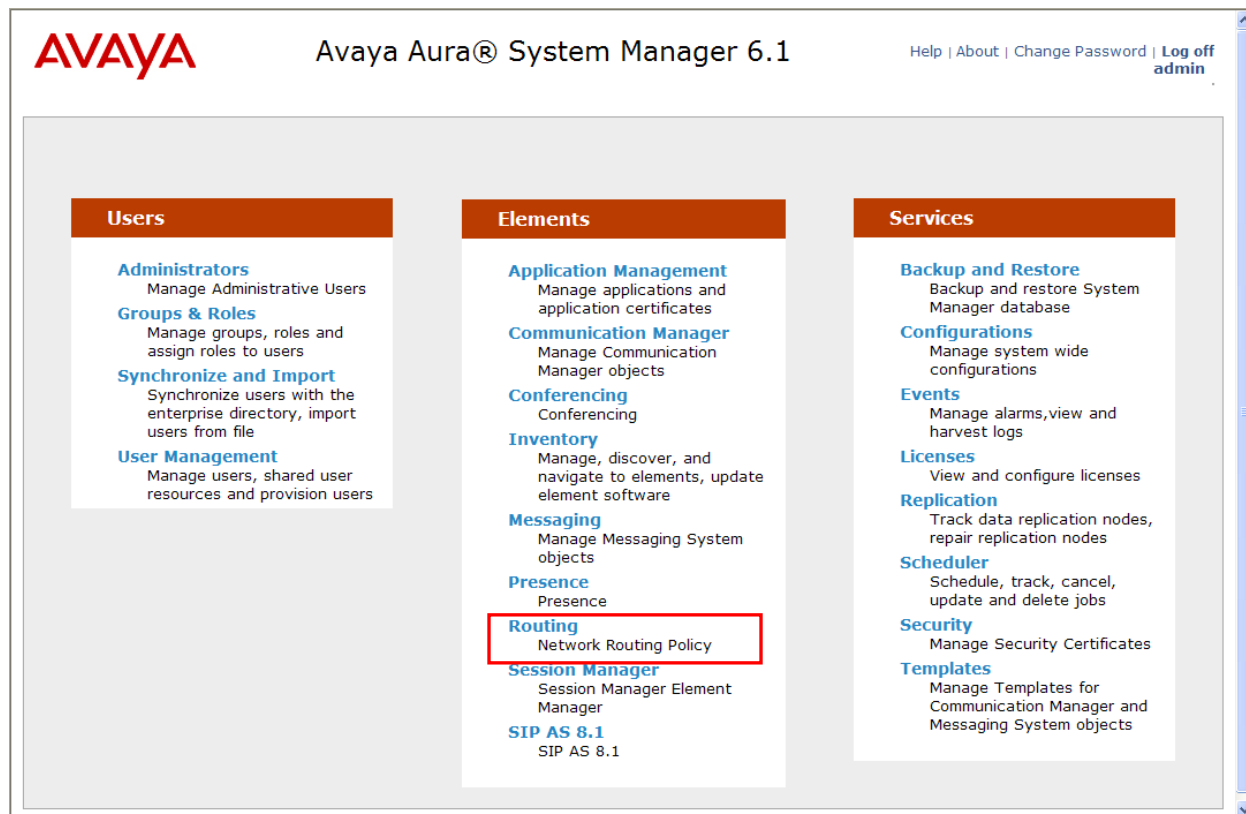 AVAYA
Avaya Aura® System Manager 6.1
Help | About | Change Password | Log off
admin
Users
Administrators
Manage Administrative Users
Groups & Roles
Manage groups, roles and
assign roles to users
Synchronize and Import
Synchronize users with the
enterprise directory, import
users from file
User Management
Manage users, shared user
resources and provision users
Elements
Application Management
Manage applications and
application certificates
Communication Manager
Manage Communication
Manager objects
Conferencing
Conferencing
Inventory
Manage, discover, and
navigate to elements, update
element software
Messaging
Manage Messaging System
objects
Presence
Presence
Routing
Network Routing Policy
Session Manager
Session Manager Element
Manager
SIP AS 8.1
SIP AS 8.1
Services
Backup and Restore
Backup and restore System
Manager database
Configurations
Manage system wide
configurations
Events
Manage alarms,view and
harvest logs
Licenses
View and configure licenses
Replication
Track data replication nodes,
repair replication nodes
Scheduler
Schedule, track, cancel,
update and delete jobs
Security
Manage Security Certificates
Templates
Manage Templates for
Communication Manager and
Messaging System objects